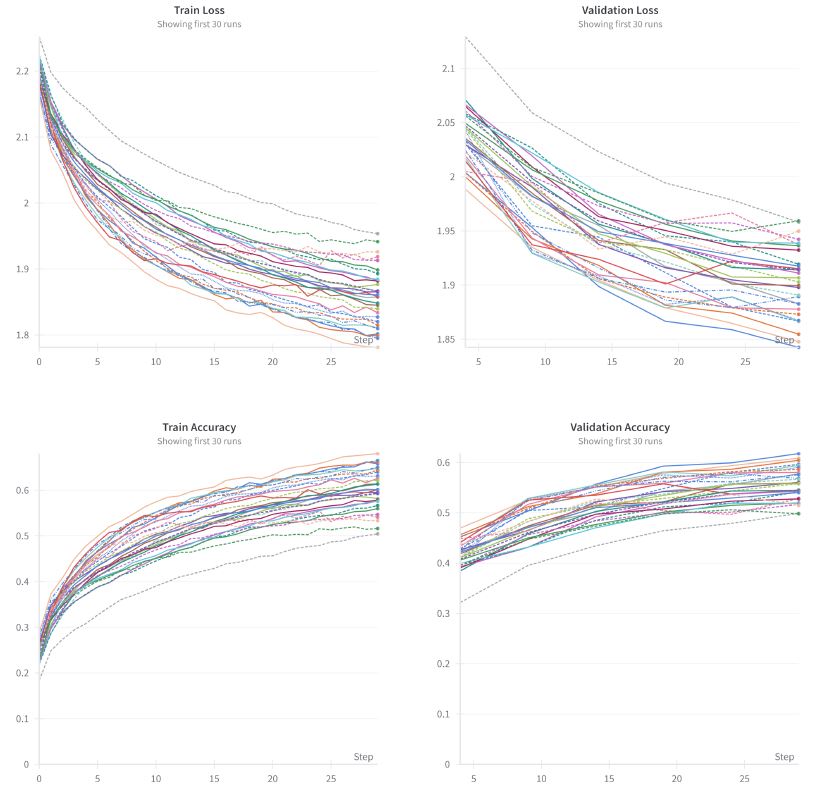 Train Loss
Showing first 30 runs
2.2
2.1
2
1.9
1.8
Step
0 5 10 15 20 25
Validation Loss
Showing first 30 runs
2.1
2.05
2
1.95
1.9
1.85
Step
5 10 15 20 25
Train Accuracy
Showing first 30 runs
0.6
0.5
0.4
0.3
0.2
0.1
0
Step
0 5 10 15 20 25
Validation Accuracy
Showing first 30 runs
0.6
0.5
0.4
0.3
0.2
0.1
0
Step
5 10 15 20 25